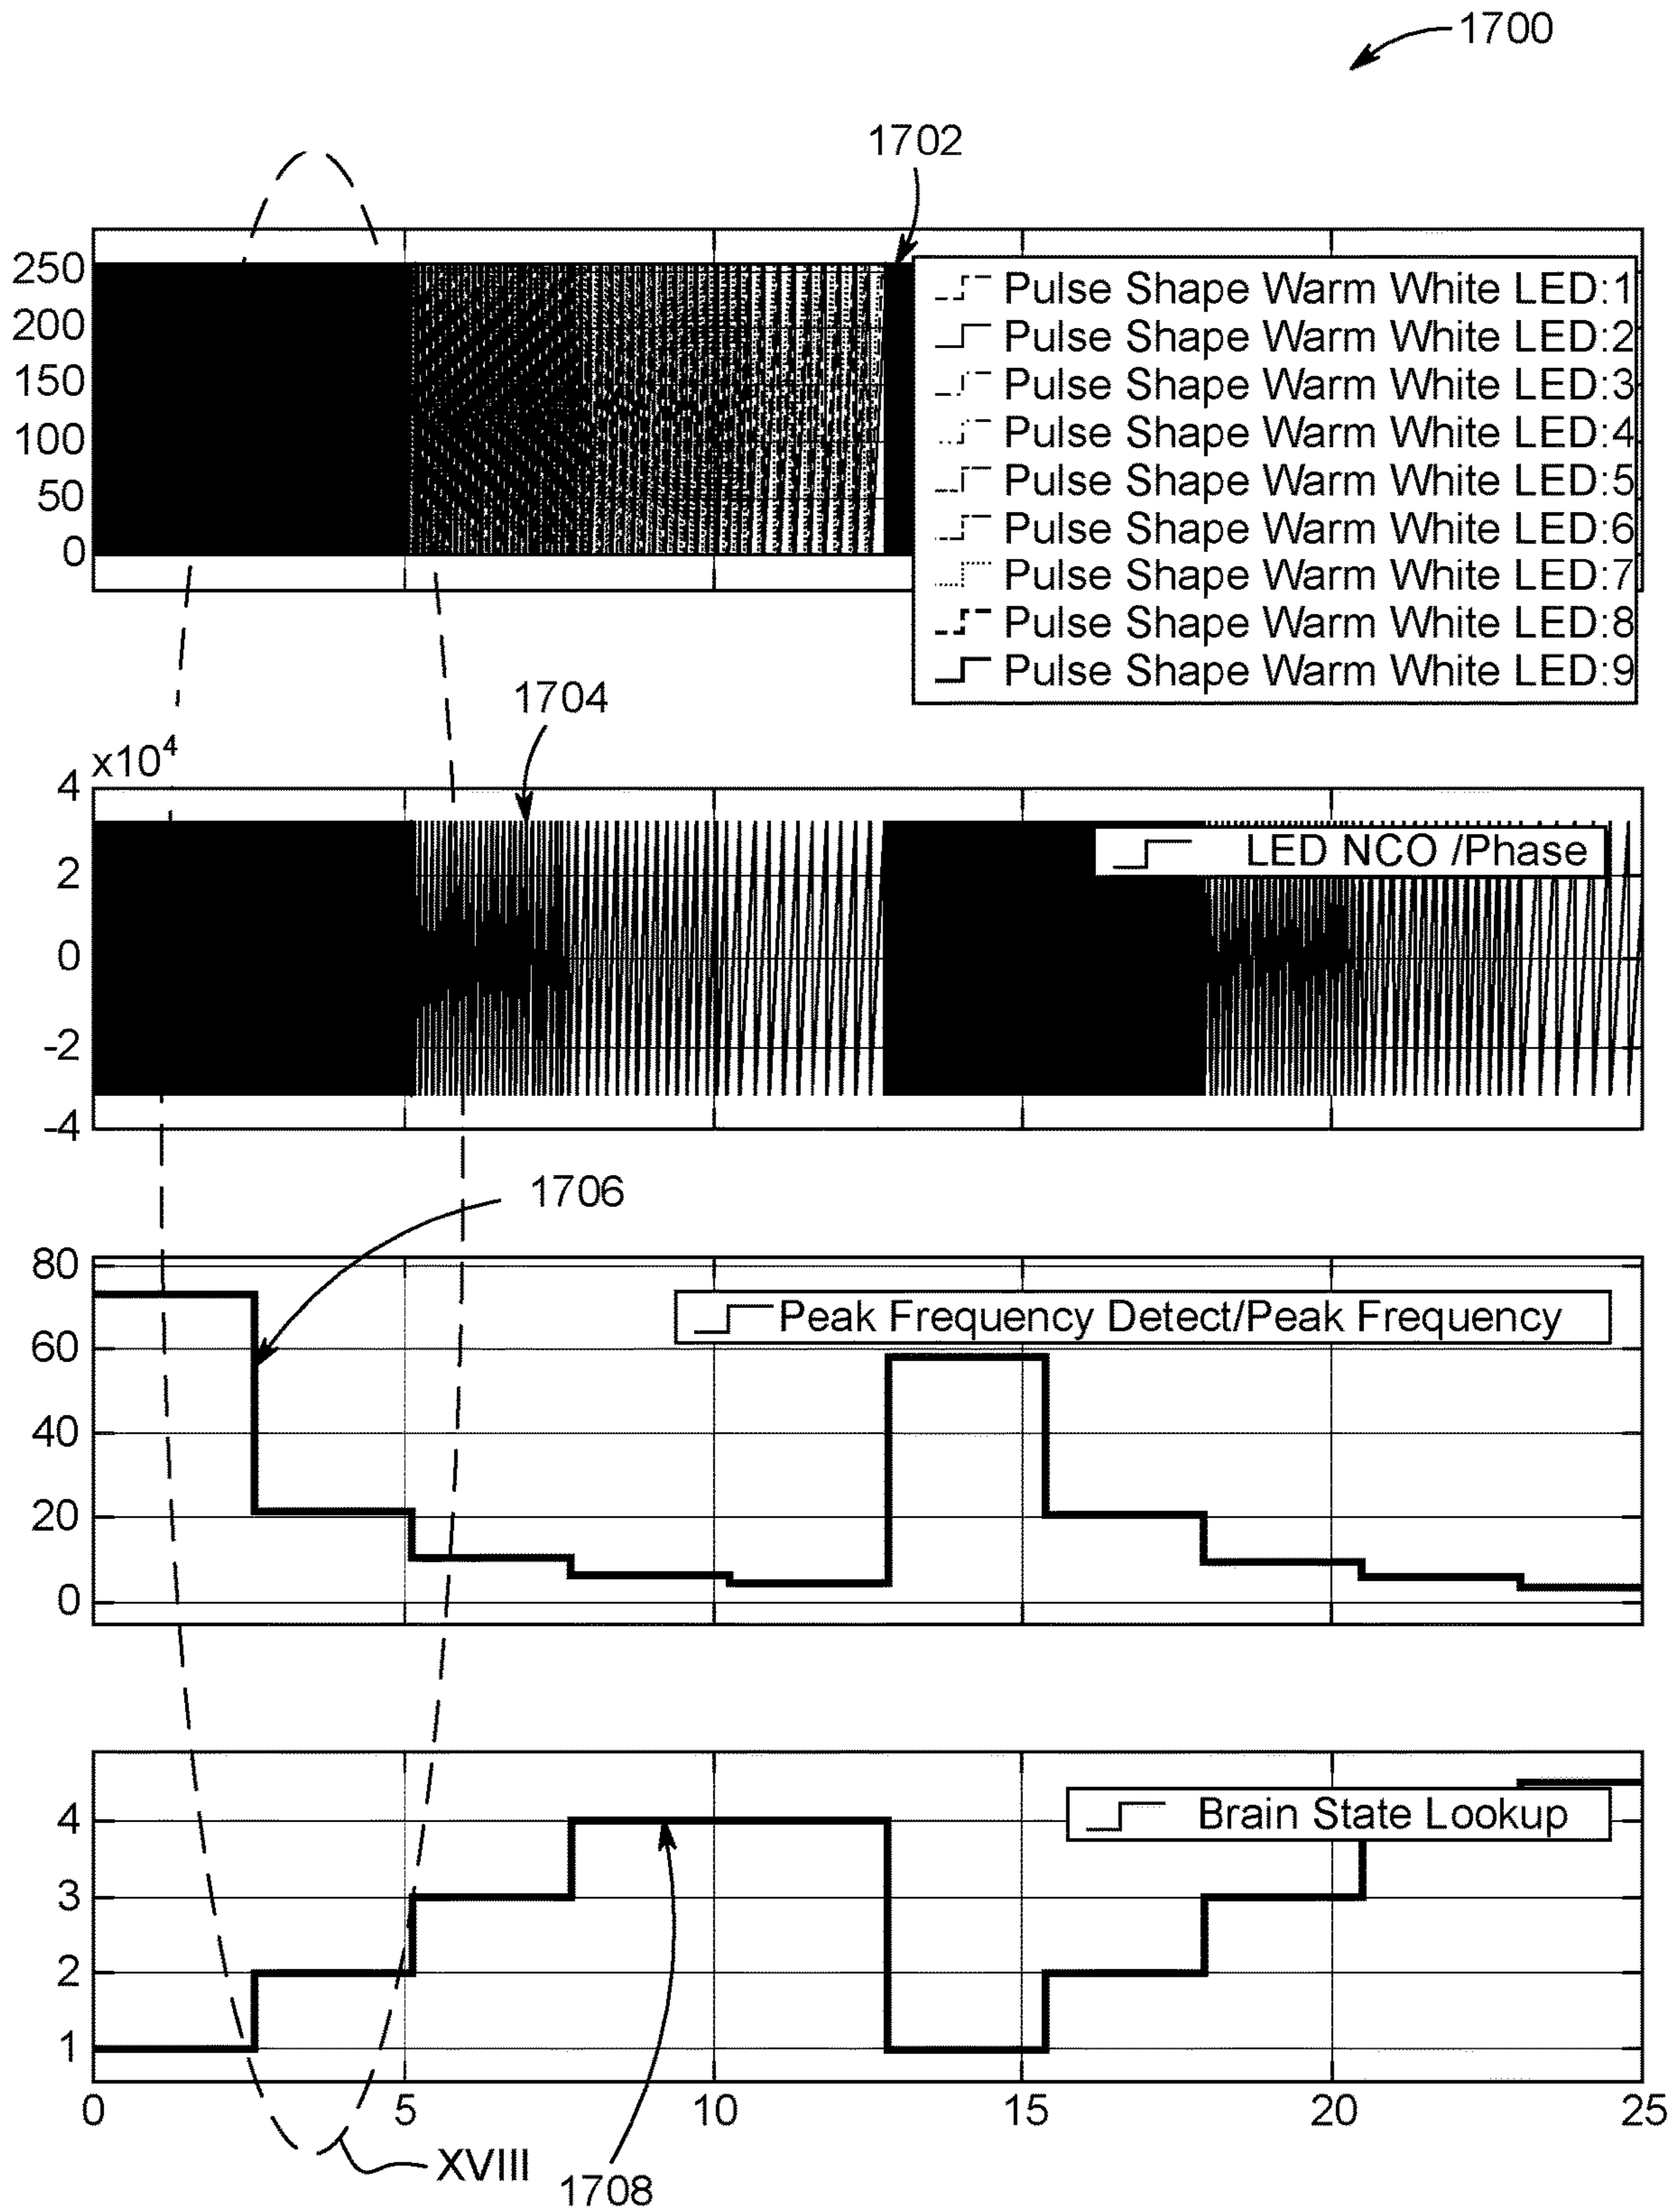 1700
1702
250
200
150
100
50
0
Pulse Shape Warm White LED:1
Pulse Shape Warm White LED:2
Pulse Shape Warm White LED:3
Pulse Shape Warm White LED:4
Pulse Shape Warm White LED:5
Pulse Shape Warm White LED:6
Pulse Shape Warm White LED:7
Pulse Shape Warm White LED:8
Pulse Shape Warm White LED:9
1704
x10⁴
4
2
0
-2
-4
LED NCO /Phase
1706
80
60
40
20
0
Peak Frequency Detect/Peak Frequency
4
3
2
1
Brain State Lookup
0 5 10 15 20 25
XVIII
1708